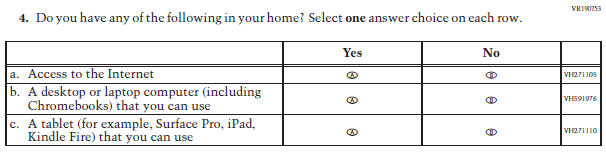 VR190753
4. Do you have any of the following in your home? Select one answer choice on each row.
Yes No
a. Access to the Internet Ⓐ Ⓑ VH271105
b. A desktop or laptop computer (including
Chromebooks) that you can use Ⓐ Ⓑ VH591976
c. A tablet (for example, Surface Pro, iPad,
Kindle Fire) that you can use Ⓐ Ⓑ VH271110